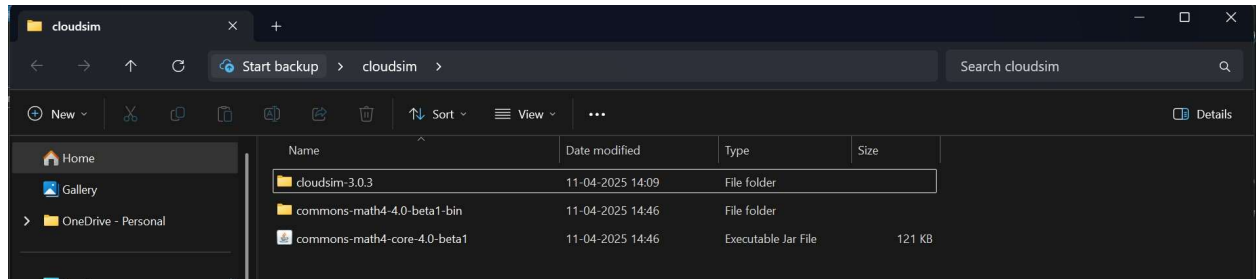 cloudsim
Start backup > cloudsim >
Search cloudsim
New
Sort
View
Details
Home
Gallery
OneDrive - Personal
Name Date modified Type Size
cloudsim-3.0.3 11-04-2025 14:09 File folder
commons-math4-4.0-beta1-bin 11-04-2025 14:46 File folder
commons-math4-core-4.0-beta1 11-04-2025 14:46 Executable Jar File 121 KB